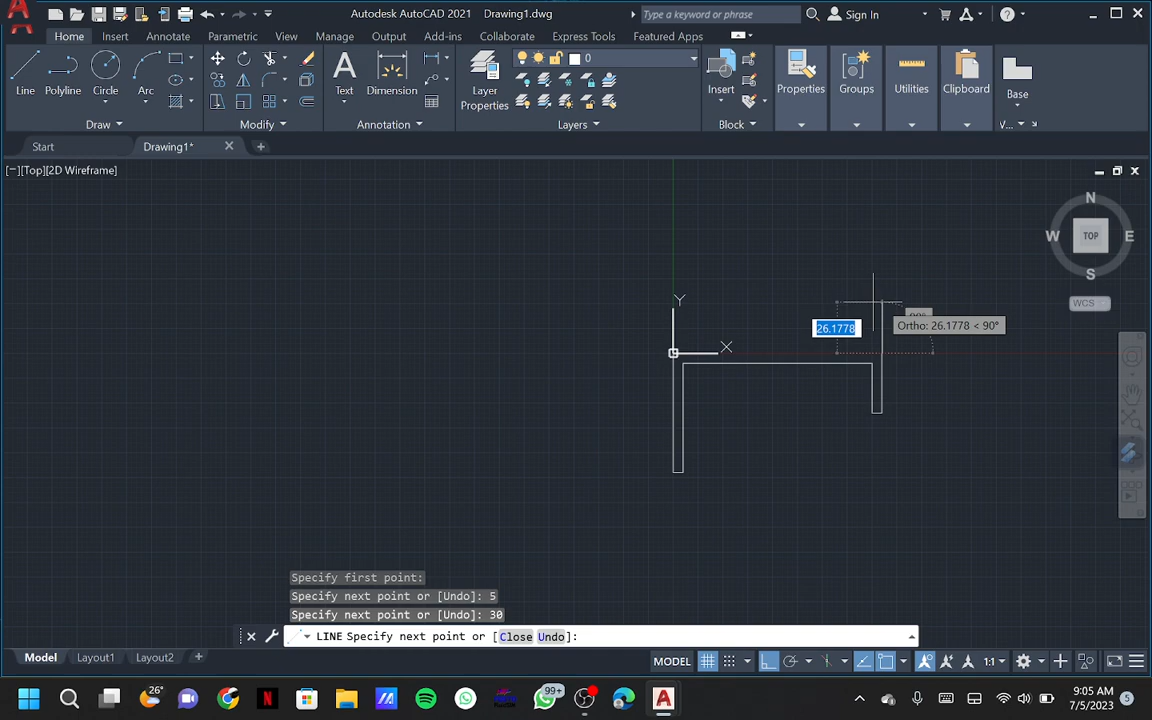 Autodesk AutoCAD 2021 Drawing1.dwg
Type a keyword or phrase
Sign In
Home Insert Annotate Parametric View Manage Output Add-ins Collaborate Express Tools Featured Apps
Line Polyline Circle Arc
Text Dimension
Layer
Properties
0
Insert
Properties Groups Utilities Clipboard Base
Draw Modify Annotation Layers Block V...
Start Drawing1*
[−][Top][2D Wireframe]
N
W TOP E
S
WCS
Y
X
26.1778
Ortho: 26.1778 < 90°
Specify first point:
Specify next point or [Undo]: 5
Specify next point or [Undo]: 30
LINE Specify next point or [Close Undo]:
Model Layout1 Layout2
MODEL 1:1
26°
99+
9:05 AM
7/5/2023